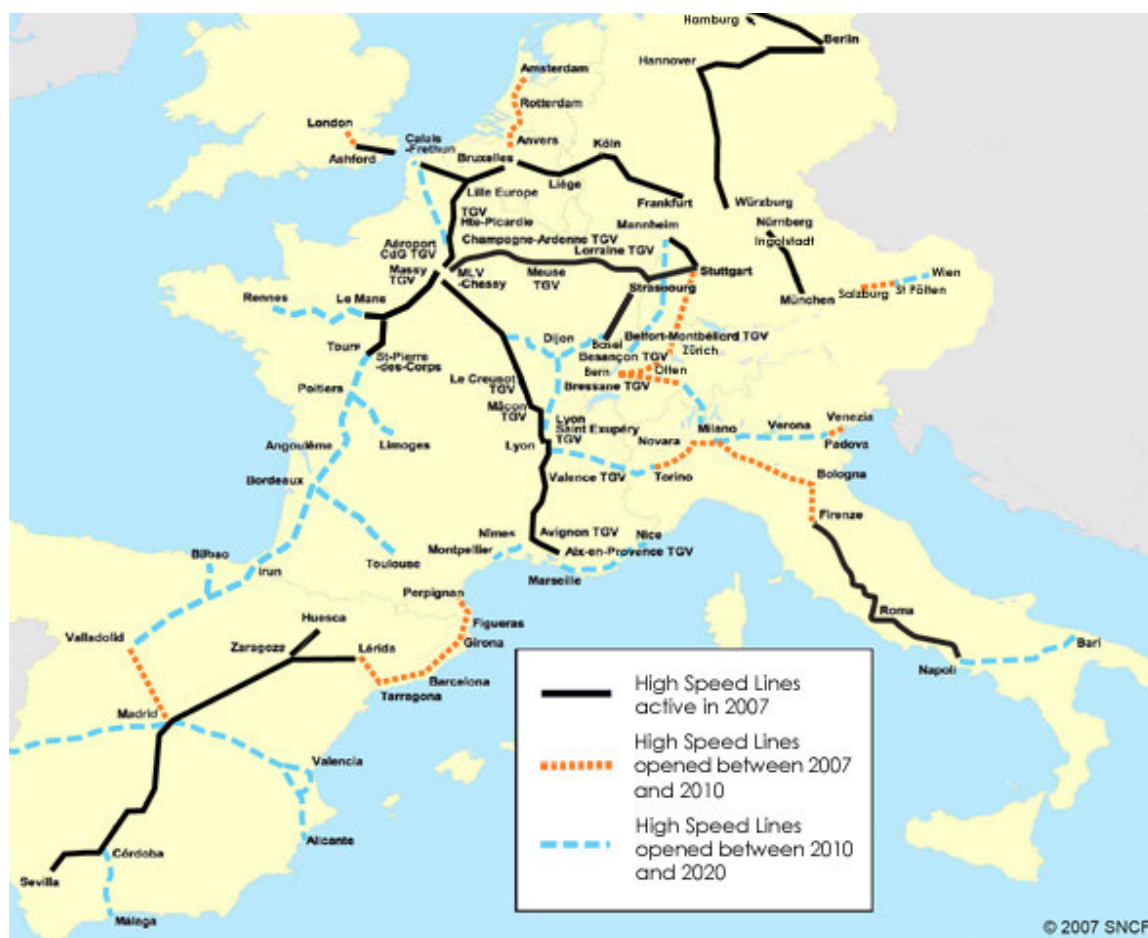 Hamburg
Berlin
Hannover
Amsterdam
Rotterdam
London
Calais
-Frethun
Anvers
Ashford
Bruxelles
Köln
Liège
Lille Europe
Frankfurt
Würzburg
TGV
Hte-Picardie
Mannheim
Nürnberg
Ingolstadt
Aéroport
CdG TGV
Champagne-Ardenne TGV
Lorraine TGV
Massy
TGV
MLV
-Chessy
Meuse
TGV
Strasbourg
Stuttgart
Wien
St Pölten
Salzburg
München
Rennes
Le Mans
Tours
St-Pierre
-des-Corps
Dijon
Basel
Belfort-Montbéliard TGV
Besançon TGV
Zürich
Bern
Olten
Bressane TGV
Poitiers
Le Creusot
TGV
Mâcon
TGV
Lyon
Saint Exupéry
TGV
Lyon
Limoges
Angoulême
Novara
Milano
Verona
Venezia
Padova
Bordeaux
Valence TGV
Torino
Bologna
Firenze
Nîmes
Avignon TGV
Nice
Montpellier
Aix-en-Provence TGV
Marseille
Bilbao
Irun
Toulouse
Perpignan
Huesca
Figueras
Valladolid
Zaragoza
Lérida
Girona
Barcelona
Tarragona
Roma
Napoli
Bari
Madrid
Valencia
Alicante
Córdoba
Sevilla
Málaga
High Speed Lines
active in 2007
High Speed Lines
opened between 2007
and 2010
High Speed Lines
opened between 2010
and 2020
© 2007 SNCF